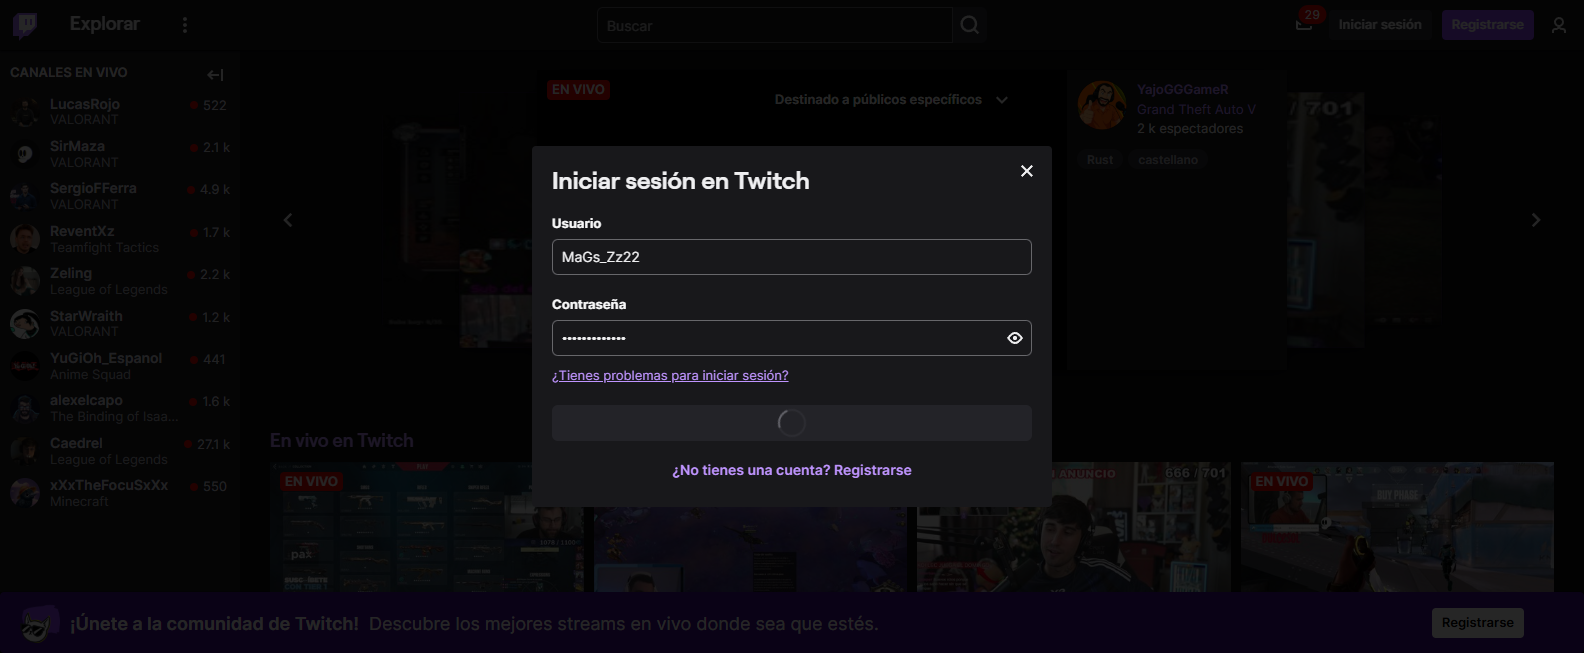 Explorar
Buscar
29
Iniciar sesión
Registrarse
CANALES EN VIVO
LucasRojo
522
VALORANT
SirMaza
2.1 k
VALORANT
SergioFFerra
4.9 k
VALORANT
ReventXz
1.7 k
Teamfight Tactics
Zeling
2.2 k
League of Legends
StarWraith
1.2 k
VALORANT
YuGiOh_Espanol
441
Anime Squad
alexelcapo
1.6 k
The Binding of Isaa...
Caedrel
27.1 k
League of Legends
xXxTheFocuSxXx
550
Minecraft
EN VIVO
Destinado a públicos específicos
YajoGGGameR
Grand Theft Auto V
2 k espectadores
Rust
castellano
/ 701
Iniciar sesión en Twitch
Usuario
MaGs_Zz22
Contraseña
•••••••••••••
¿Tienes problemas para iniciar sesión?
¿No tienes una cuenta? Registrarse
En vivo en Twitch
EN VIVO
ANUNCIO
666 / 701
EN VIVO
BUY PHASE
pax
¡Únete a la comunidad de Twitch! Descubre los mejores streams en vivo donde sea que estés.
Registrarse